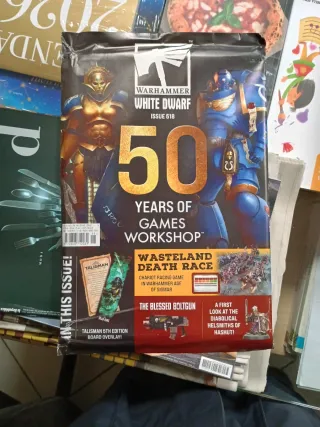 2026
ENDA
WARHAMMER
WHITE DWARF
ISSUE 518
50
YEARS OF
GAMES
WORKSHOP
IN THIS ISSUE!
TALISMAN
WASTELAND
DEATH RACE
CHARIOT RACING GAME
IN WARHAMMER AGE
OF SIGMAR
TALISMAN 5TH EDITION
BOARD OVERLAY!
THE BLESSED BOLTGUN
A FIRST
LOOK AT THE
DIABOLICAL
HELSMITHS OF
HASHUT!